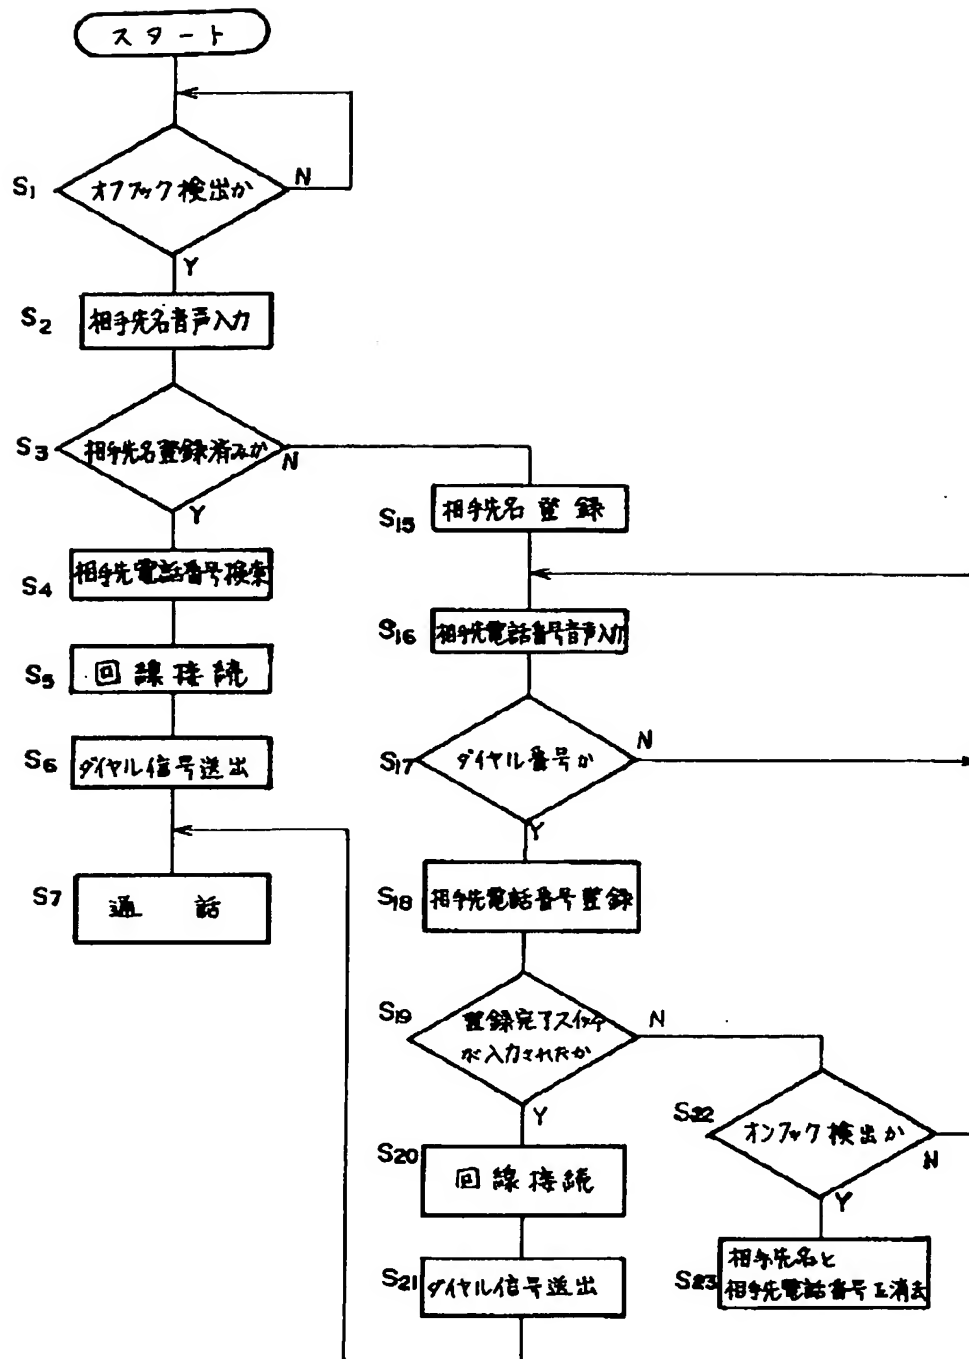 スタート
S1
オフフック検出か
N
Y
S2
相手先名音声入力
S3
相手先名登録済みか
N
Y
S4
相手先電話番号検索
S5
回線接続
S6
ダイヤル信号送出
S7
通 話
S15
相手先名 登 録
S16
相手先電話番号音声入力
S17
ダイヤル番号か
N
Y
S18
相手先電話番号登録
S19
登録完了スイッチ
が入力されたか
N
Y
S20
回線接続
S21
ダイヤル信号送出
S22
オンフック検出か
N
Y
S23
相手先名と
相手先電話番号を消去